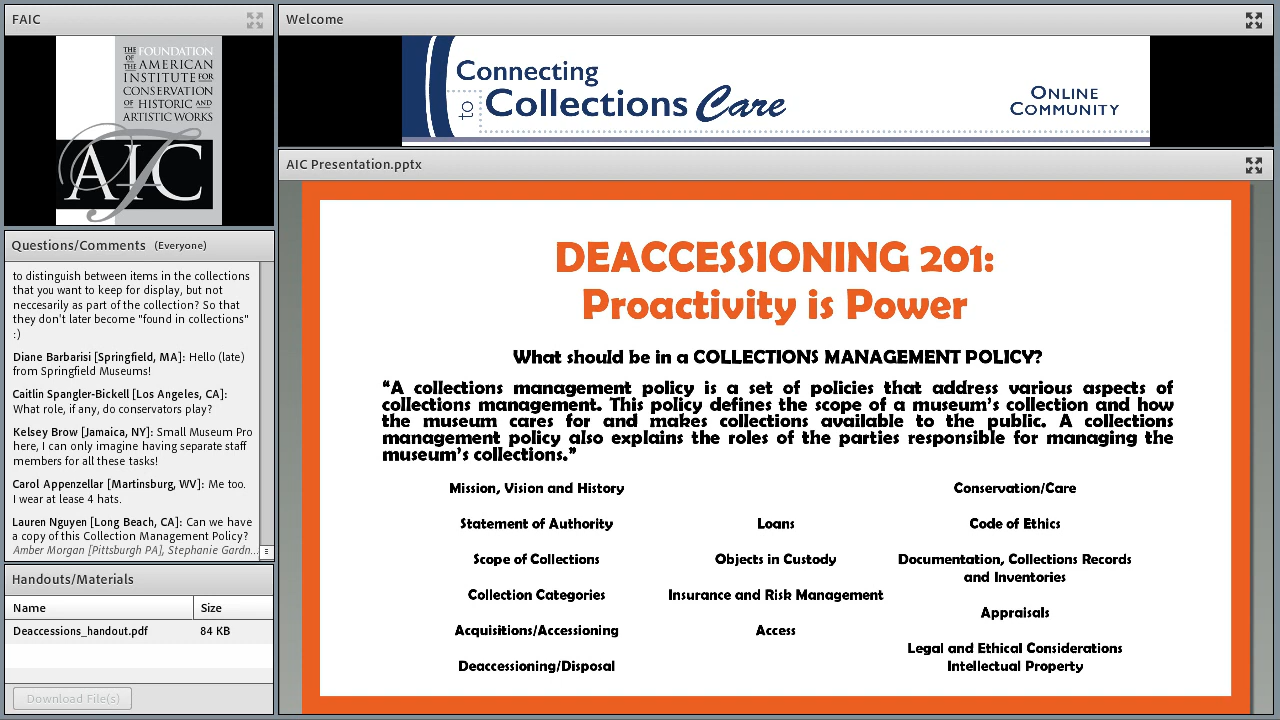 FAIC
THE FOUNDATION
OF THE AMERICAN
INSTITUTE FOR
CONSERVATION
OF HISTORIC AND
ARTISTIC WORKS
FAIC
Questions/Comments (Everyone)
to distinguish between items in the collections
that you want to keep for display, but not
neccesarily as part of the collection? So that
they don't later become "found in collections"
:)
Diane Barbarisi [Springfield, MA]: Hello (late)
from Springfield Museums!
Caitlin Spangler-Bickell [Los Angeles, CA]:
What role, if any, do conservators play?
Kelsey Brow [Jamaica, NY]: Small Museum Pro
here, I can only imagine having separate staff
members for all these tasks!
Carol Appenzellar [Martinsburg, WV]: Me too.
I wear at lease 4 hats.
Lauren Nguyen [Long Beach, CA]: Can we have
a copy of this Collection Management Policy?
Amber Morgan [Pittsburgh PA], Stephanie Gardn...
Handouts/Materials
Name Size
Deaccessions_handout.pdf 84 KB
Download File(s)
Welcome
Connecting
to Collections Care
ONLINE
COMMUNITY
AIC Presentation.pptx
DEACCESSIONING 201:
Proactivity is Power
What should be in a COLLECTIONS MANAGEMENT POLICY?
“A collections management policy is a set of policies that address various aspects of
collections management. This policy defines the scope of a museum’s collection and how
the museum cares for and makes collections available to the public. A collections
management policy also explains the roles of the parties responsible for managing the
museum’s collections.”
Mission, Vision and History
Statement of Authority
Scope of Collections
Collection Categories
Acquisitions/Accessioning
Deaccessioning/Disposal
Loans
Objects in Custody
Insurance and Risk Management
Access
Conservation/Care
Code of Ethics
Documentation, Collections Records
and Inventories
Appraisals
Legal and Ethical Considerations
Intellectual Property